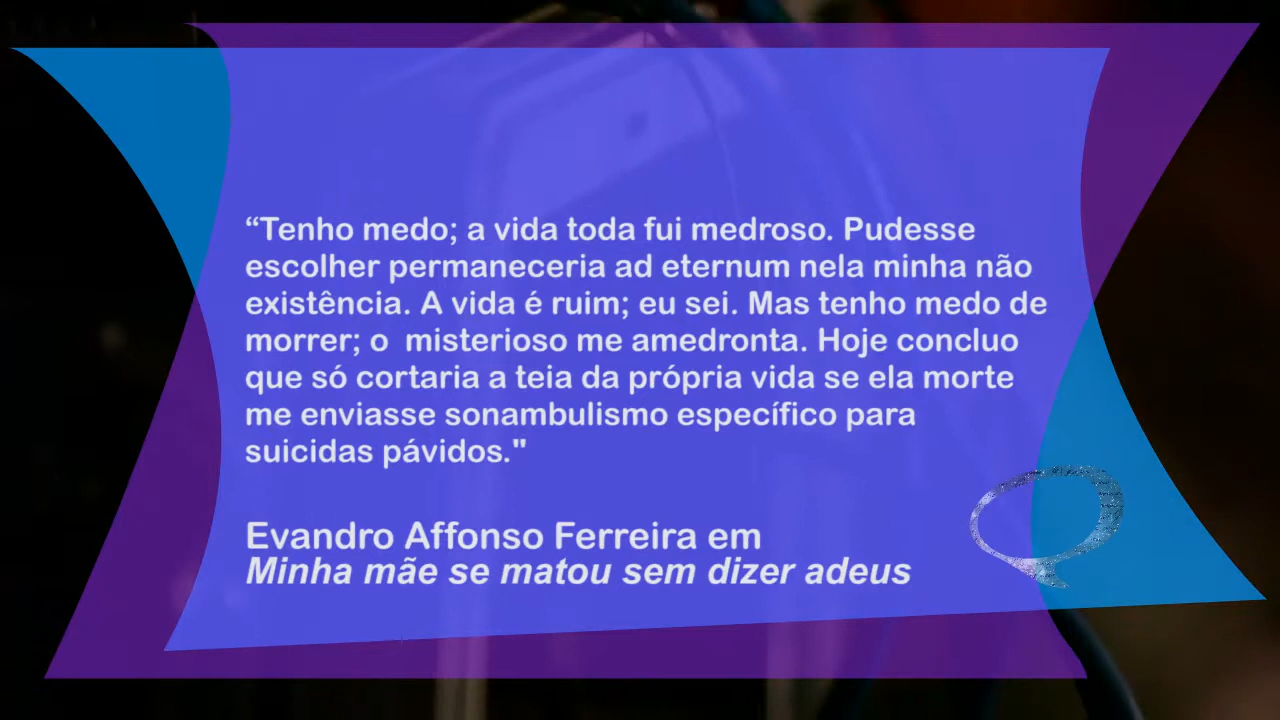 “Tenho medo; a vida toda fui medroso. Pudesse
escolher permaneceria ad eternum nela minha não
existência. A vida é ruim; eu sei. Mas tenho medo de
morrer; o  misterioso me amedronta. Hoje concluo
que só cortaria a teia da própria vida se ela morte
me enviasse sonambulismo específico para
suicidas pávidos."
Evandro Affonso Ferreira em
Minha mãe se matou sem dizer adeus